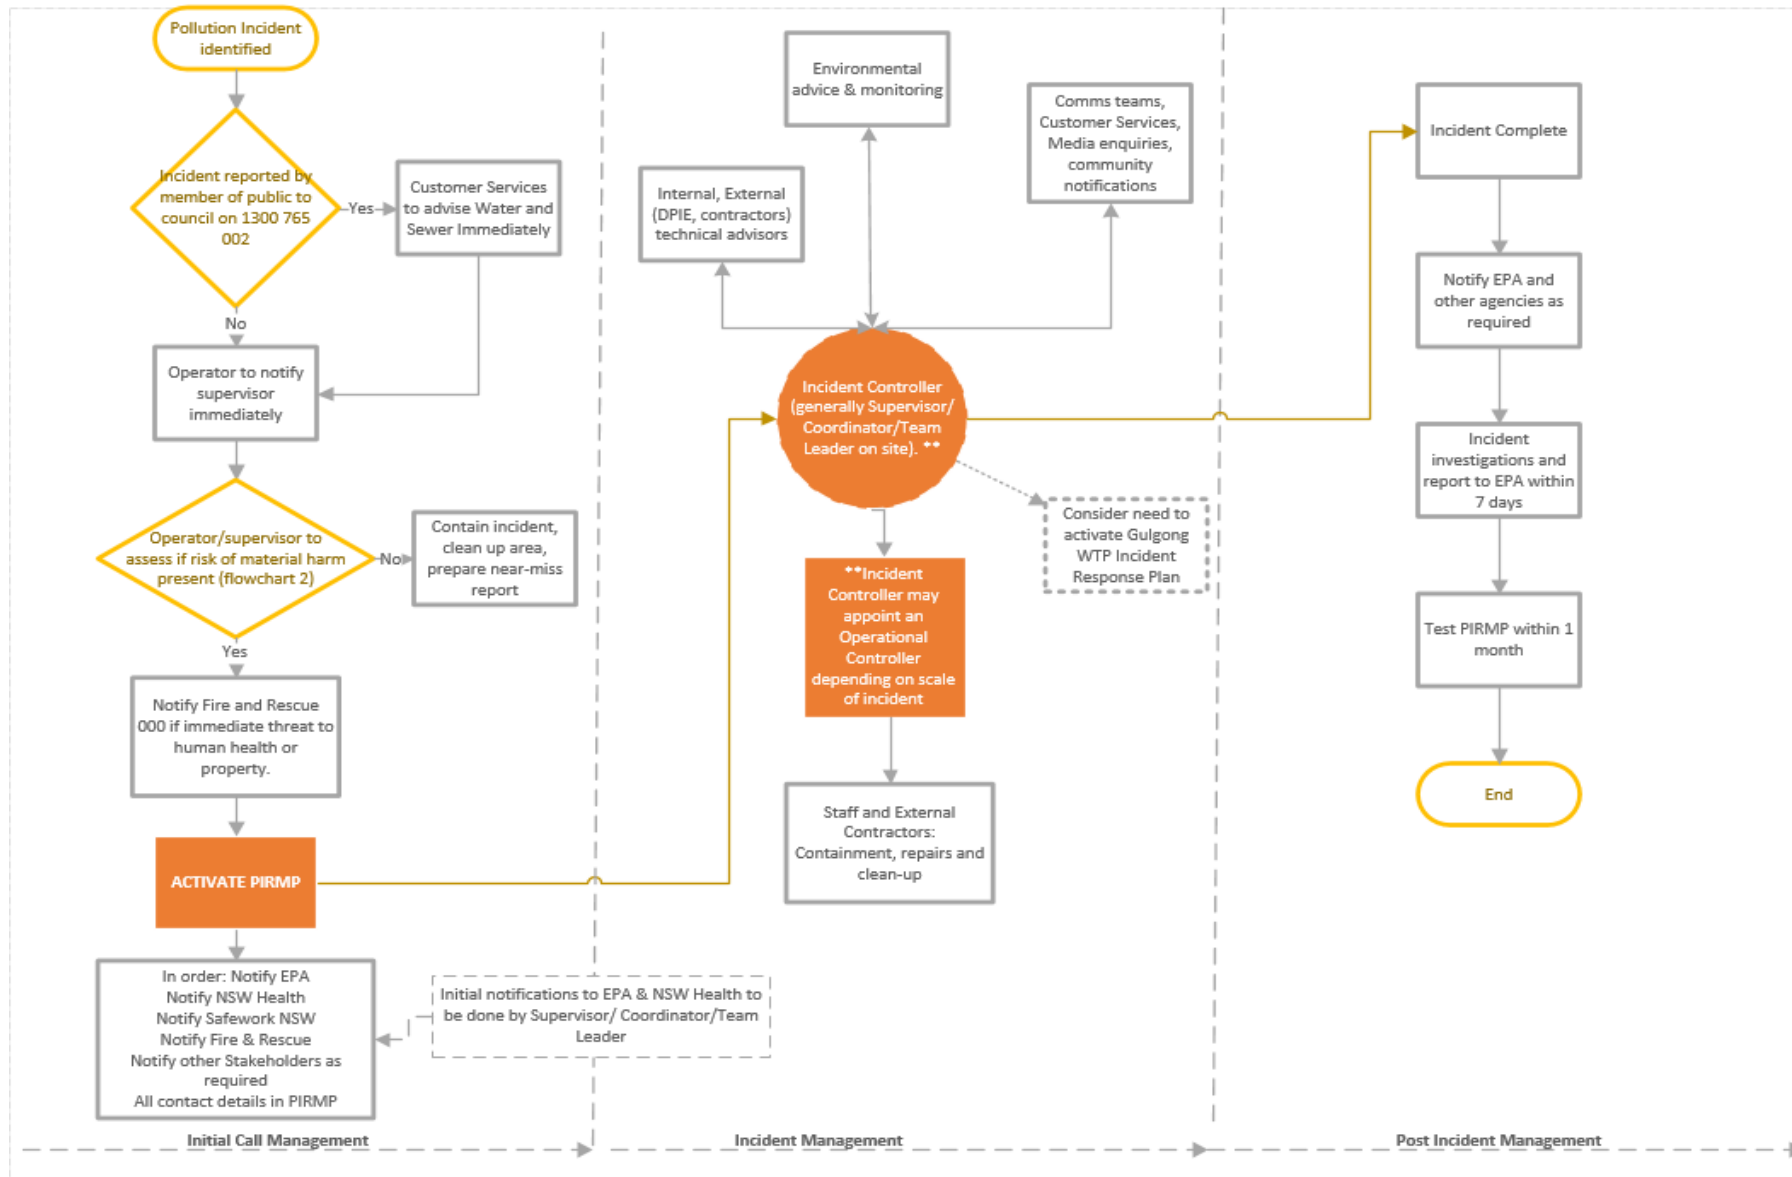 Pollution Incident
identified
Incident reported by
member of public to
council on 1300 765
002
Yes
Customer Services
to advise Water and
Sewer Immediately
No
Operator to notify
supervisor
immediately
Operator/supervisor to
assess if risk of material harm
present (flowchart 2)
No
Contain incident,
clean up area,
prepare near-miss
report
Yes
Notify Fire and Rescue
000 if immediate threat to
human health or
property.
ACTIVATE PIRMP
In order: Notify EPA
Notify NSW Health
Notify Safework NSW
Notify Fire & Rescue
Notify other Stakeholders as
required
All contact details in PIRMP
Initial notifications to EPA & NSW Health to
be done by Supervisor/ Coordinator/Team
Leader
Initial Call Management
Environmental
advice & monitoring
Internal, External
(DPIE, contractors)
technical advisors
Comms teams,
Customer Services,
Media enquiries,
community
notifications
Incident Controller
(generally Supervisor/
Coordinator/Team
Leader on site). **
Consider need to
activate Gulgong
WTP Incident
Response Plan
**Incident
Controller may
appoint an
Operational
Controller
depending on scale
of incident
Staff and External
Contractors:
Containment, repairs and
clean-up
Incident Management
Incident Complete
Notify EPA and
other agencies as
required
Incident
investigations and
report to EPA within
7 days
Test PIRMP within 1
month
End
Post Incident Management